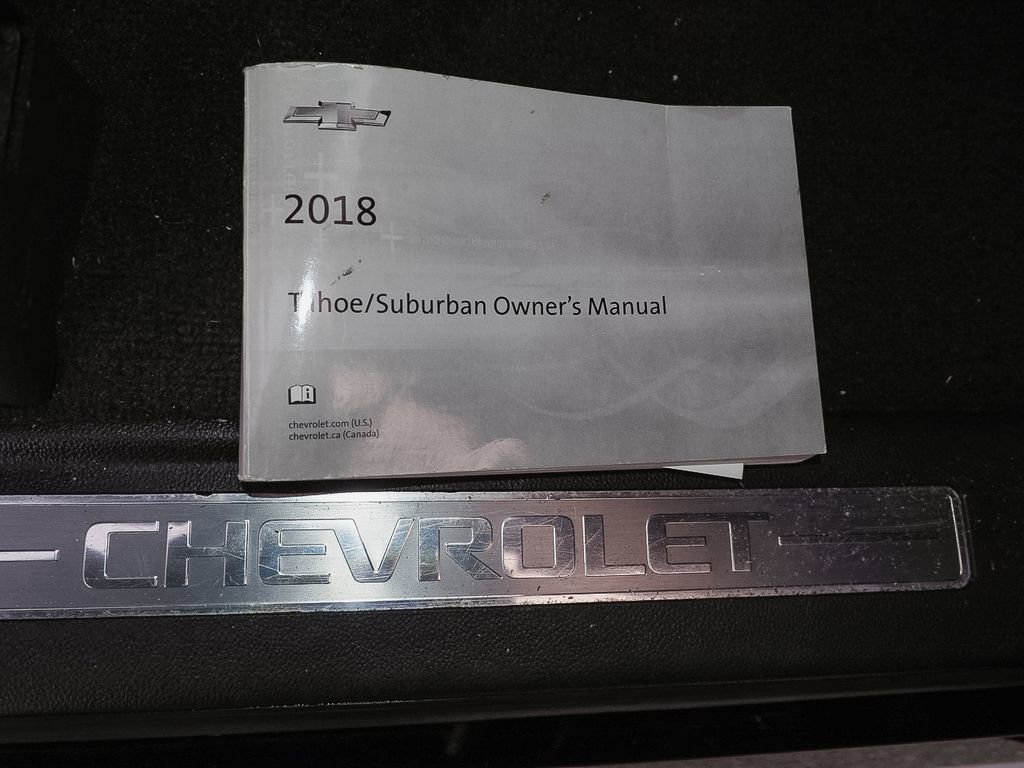 2018
Tahoe/Suburban Owner's Manual
chevrolet.com (U.S.)
chevrolet.ca (Canada)
CHEVROLET